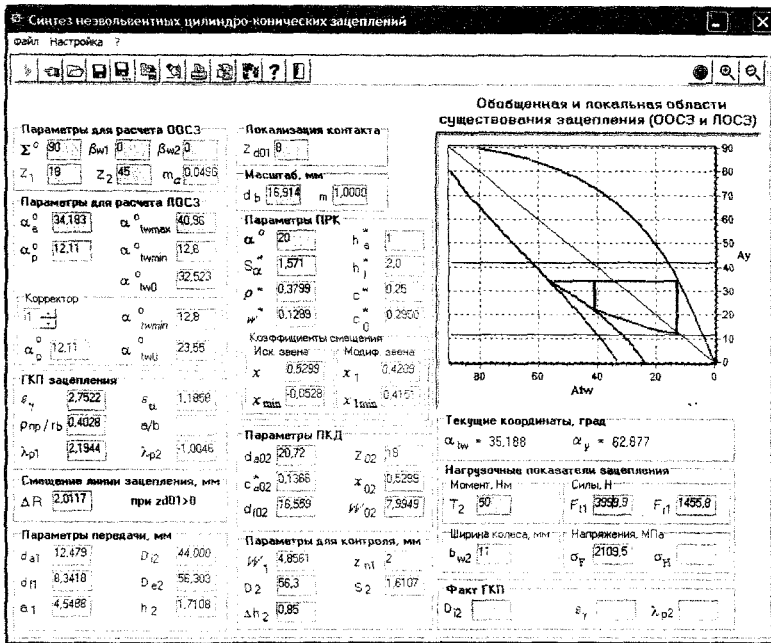 Синтез неэвольвентных цилиндро-конических зацеплений
Файл Настройка ?
Обобщенная и локальная области
существования зацепления (ООСЗ и ЛОСЗ)
Параметры для расчета ООСЗ
Σ° 90 βw1 0 βw2 0
Z1 18 Z2 45 m 0,0496
Параметры для расчета ЛОСЗ
α°a 34,183 α°twmax 40,96
α°p 12,11 α°twmin 12,8
α°tw0 32,523
Корректор
i1 α°twmin 12,8
α°p 12,11 α°tw0 23,55
ГКП зацепления
εγ 2,7522 εα 1,1858
ρпр / rb 0,4028 a/b
λp1 2,1944 λp2 -1,0046
Смещение линии зацепления, мм
ΔR 2,0117 при zd01>0
Параметры передачи, мм
da1 12,479 Di2 44,000
df1 8,3418 De2 56,303
a1 4,5488 h2 1,7108
Локализация контакта
Zd01 8
Масштаб, мм
db 16,914 m 1,0000
Параметры ПРК
α° 20 h*a 1
S*α 1,571 h*l 2,0
ρ* 0,3799 c* 0,25
W* 0,1289 c*0 0,2950
Коэффициенты смещения
Исх. звена Модиф. звена
x 0,5299 x1 0,4209
xmin -0,0528 x1min 0,4151
Параметры ПКД
da02 20,72 Z02 18
c*a02 0,1366 x02 0,5299
df02 16,559 W02 7,9949
Параметры для контроля, мм
W1 4,8561 zn1 2
D2 56,3 S2 1,6107
Δh2 0,85
90
80
70
60
50
40
30
20
10
0
Ay
80 60 40 20 0
Atw
Текущие координаты, град
αtw = 35,188 αy = 62,877
Нагрузочные показатели зацепления
Момент, Нм Силы, Н
T2 50 Ft1 3999,9 Fr1 1455,8
Ширина колеса, мм Напряжения, МПа
bw2 11 σF 2109,5 σH
Факт ГКП
Di2 εγ λp2